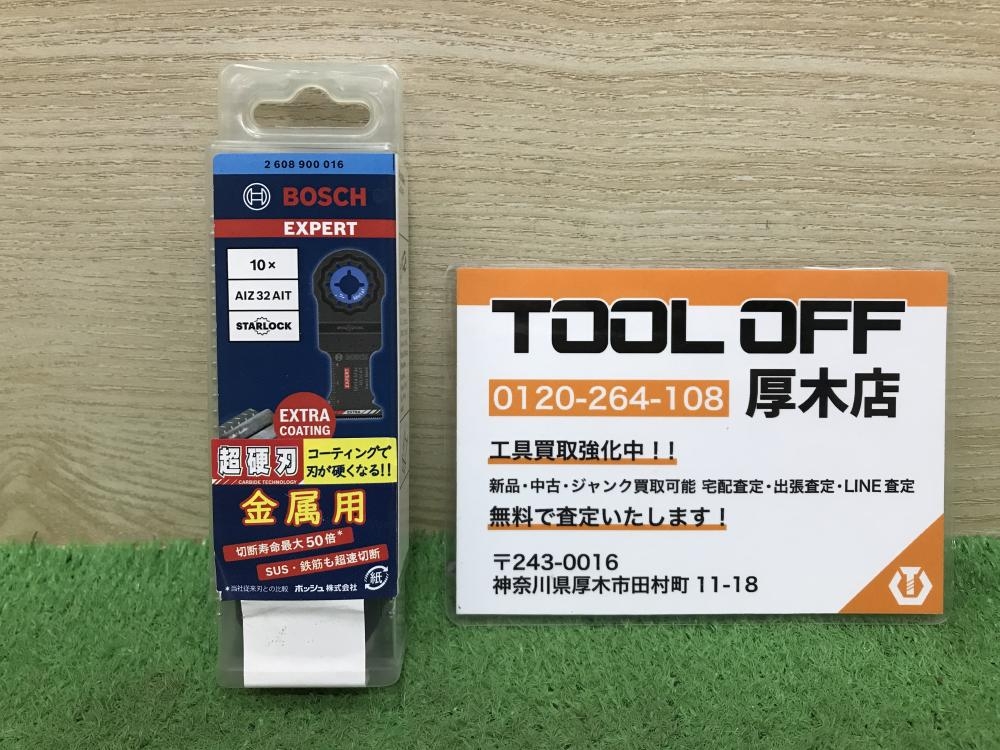 2 608 900 016
BOSCH
EXPERT
10×
AIZ 32 AIT
STARLOCK
BOSCH
EXPERT
EXTRA
COATING
超硬刃
CARBIDE TECHNOLOGY
コーティングで
刃が硬くなる!!
金属用
切断寿命最大50倍*
SUS・鉄筋も超速切断
*当社従来刃との比較 ボッシュ株式会社
紙
TOOL OFF
0120-264-108 厚木店
工具買取強化中!!
新品・中古・ジャンク買取可能 宅配査定・出張査定・LINE査定
無料で査定いたします!
〒243-0016
神奈川県厚木市田村町 11-18